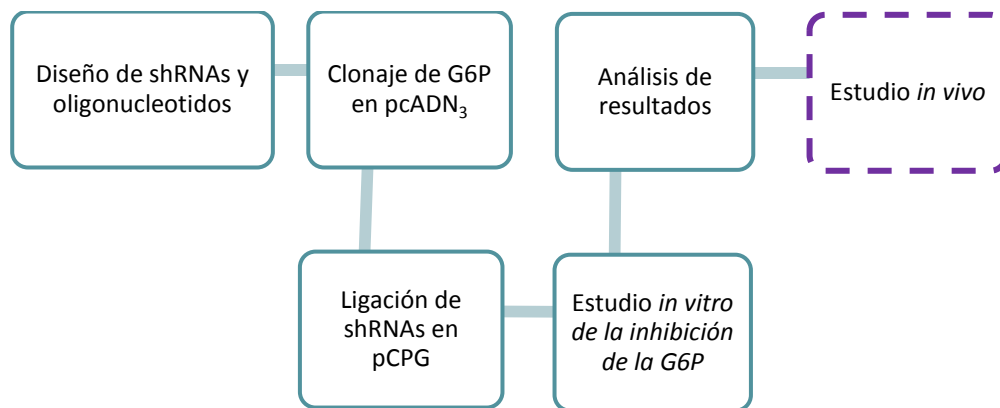 Diseño de shRNAs y
oligonucleotidos
Clonaje de G6P
en pcADN₃
Ligación de
shRNAs en
pCPG
Estudio in vitro
de la inhibición
de la G6P
Análisis de
resultados
Estudio in vivo